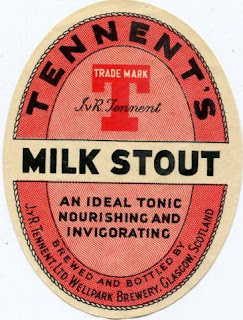 TENNENT'S
TRADE MARK
T
J.&R. Tennent
MILK STOUT
AN IDEAL TONIC
NOURISHING AND
INVIGORATING
BREWED AND BOTTLED BY
J.&R. TENNENT LTD. WELLPARK BREWERY, GLASGOW, SCOTLAND